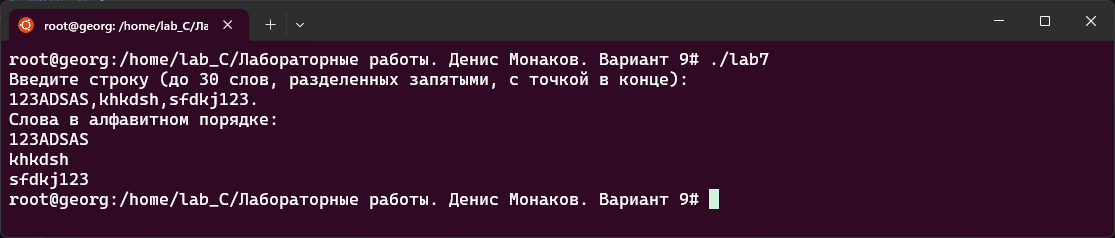 root@georg: /home/lab_C/Ла
root@georg:/home/lab_C/Лабораторные работы. Денис Монаков. Вариант 9# ./lab7
Введите строку (до 30 слов, разделенных запятыми, с точкой в конце):
123ADSAS,khkdsh,sfdkj123.
Слова в алфавитном порядке:
123ADSAS
khkdsh
sfdkj123
root@georg:/home/lab_C/Лабораторные работы. Денис Монаков. Вариант 9#